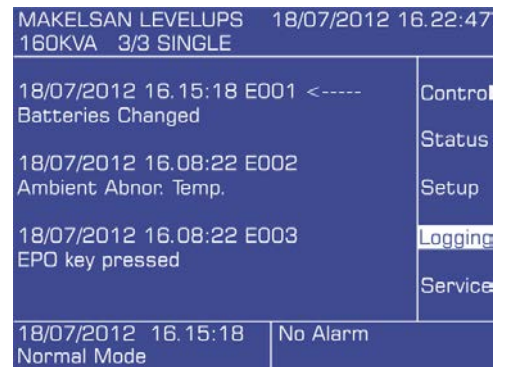 MAKELSAN LEVELUPS 18/07/2012 16.22:47
160KVA 3/3 SINGLE
18/07/2012 16.15:18 E001 <-----
Batteries Changed
18/07/2012 16.08:22 E002
Ambient Abnor. Temp.
18/07/2012 16.08:22 E003
EPO key pressed
Control
Status
Setup
Logging
Service
18/07/2012 16.15:18
Normal Mode
No Alarm